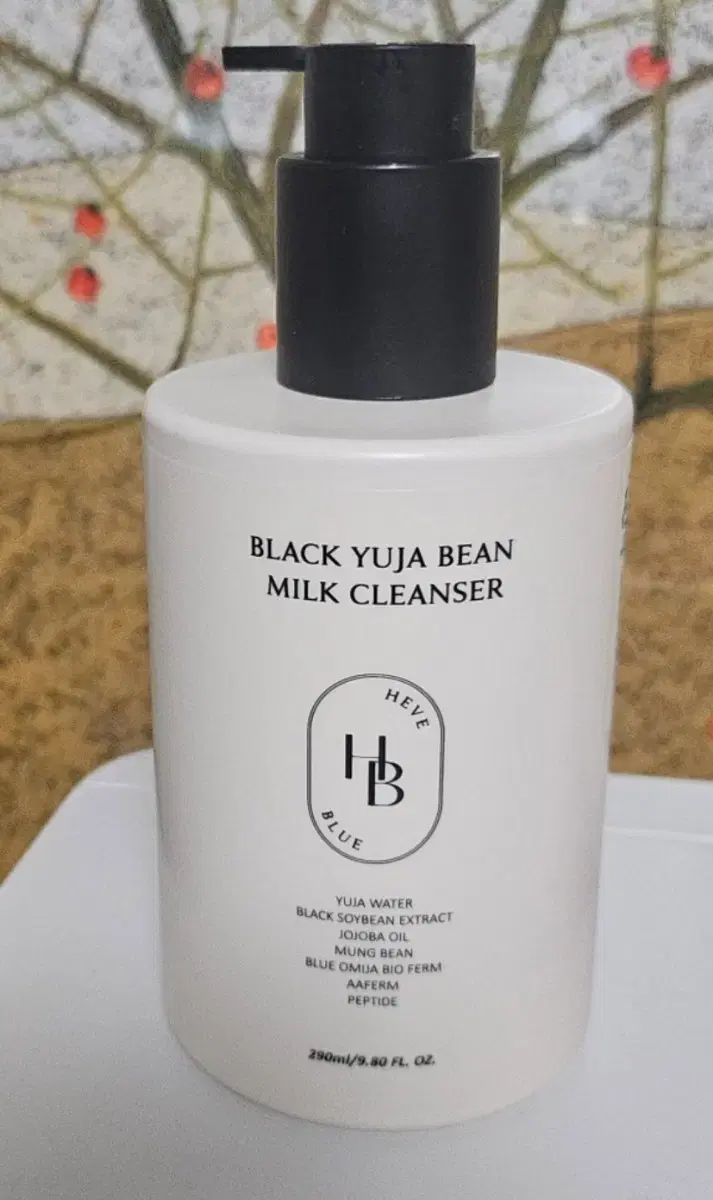 BLACK YUJA BEAN
MILK CLEANSER
HEVE
HB
BLUE
YUJA WATER
BLACK SOYBEAN EXTRACT
JOJOBA OIL
MUNG BEAN
BLUE OMIJA BIO FERM
AAFERM
PEPTIDE
290ml/9.80 FL. OZ.